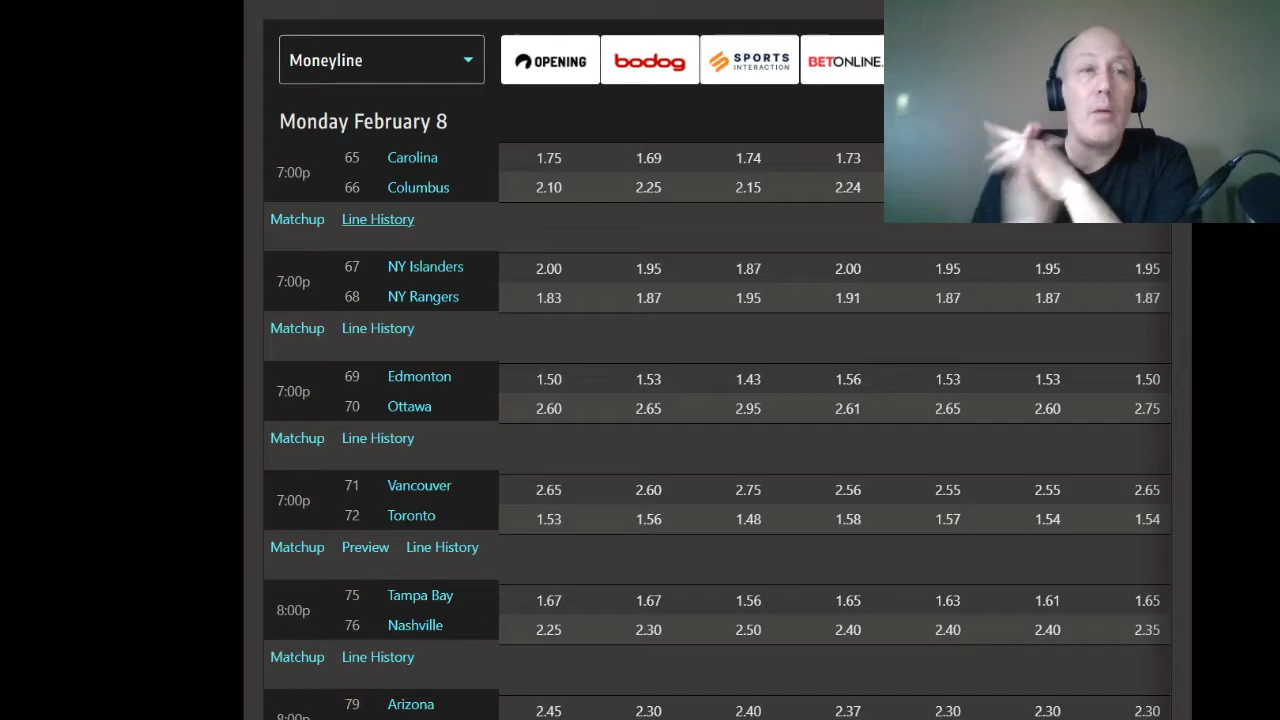 Moneyline OPENING bodog SPORTS INTERACTION BETONLINE.
Monday February 8
7:00p 65 Carolina 1.75 1.69 1.74 1.73
66 Columbus 2.10 2.25 2.15 2.24
Matchup Line History
7:00p 67 NY Islanders 2.00 1.95 1.87 2.00 1.95 1.95 1.95
68 NY Rangers 1.83 1.87 1.95 1.91 1.87 1.87 1.87
Matchup Line History
7:00p 69 Edmonton 1.50 1.53 1.43 1.56 1.53 1.53 1.50
70 Ottawa 2.60 2.65 2.95 2.61 2.65 2.60 2.75
Matchup Line History
7:00p 71 Vancouver 2.65 2.60 2.75 2.56 2.55 2.55 2.65
72 Toronto 1.53 1.56 1.48 1.58 1.57 1.54 1.54
Matchup Preview Line History
8:00p 75 Tampa Bay 1.67 1.67 1.56 1.65 1.63 1.61 1.65
76 Nashville 2.25 2.30 2.50 2.40 2.40 2.40 2.35
Matchup Line History
8:00p 79 Arizona 2.45 2.30 2.40 2.37 2.30 2.30 2.30